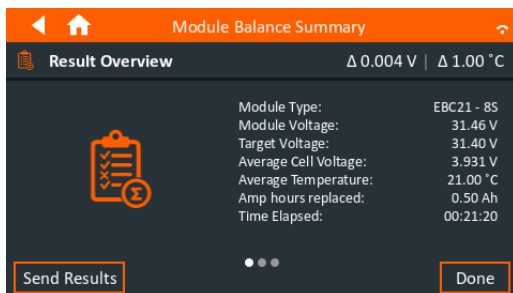 Module Balance Summary
Result Overview Δ 0.004 V | Δ 1.00 °C
Module Type: EBC21 - 8S
Module Voltage: 31.46 V
Target Voltage: 31.40 V
Average Cell Voltage: 3.931 V
Average Temperature: 21.00 °C
Amp hours replaced: 0.50 Ah
Time Elapsed: 00:21:20
Σ
Send Results Done